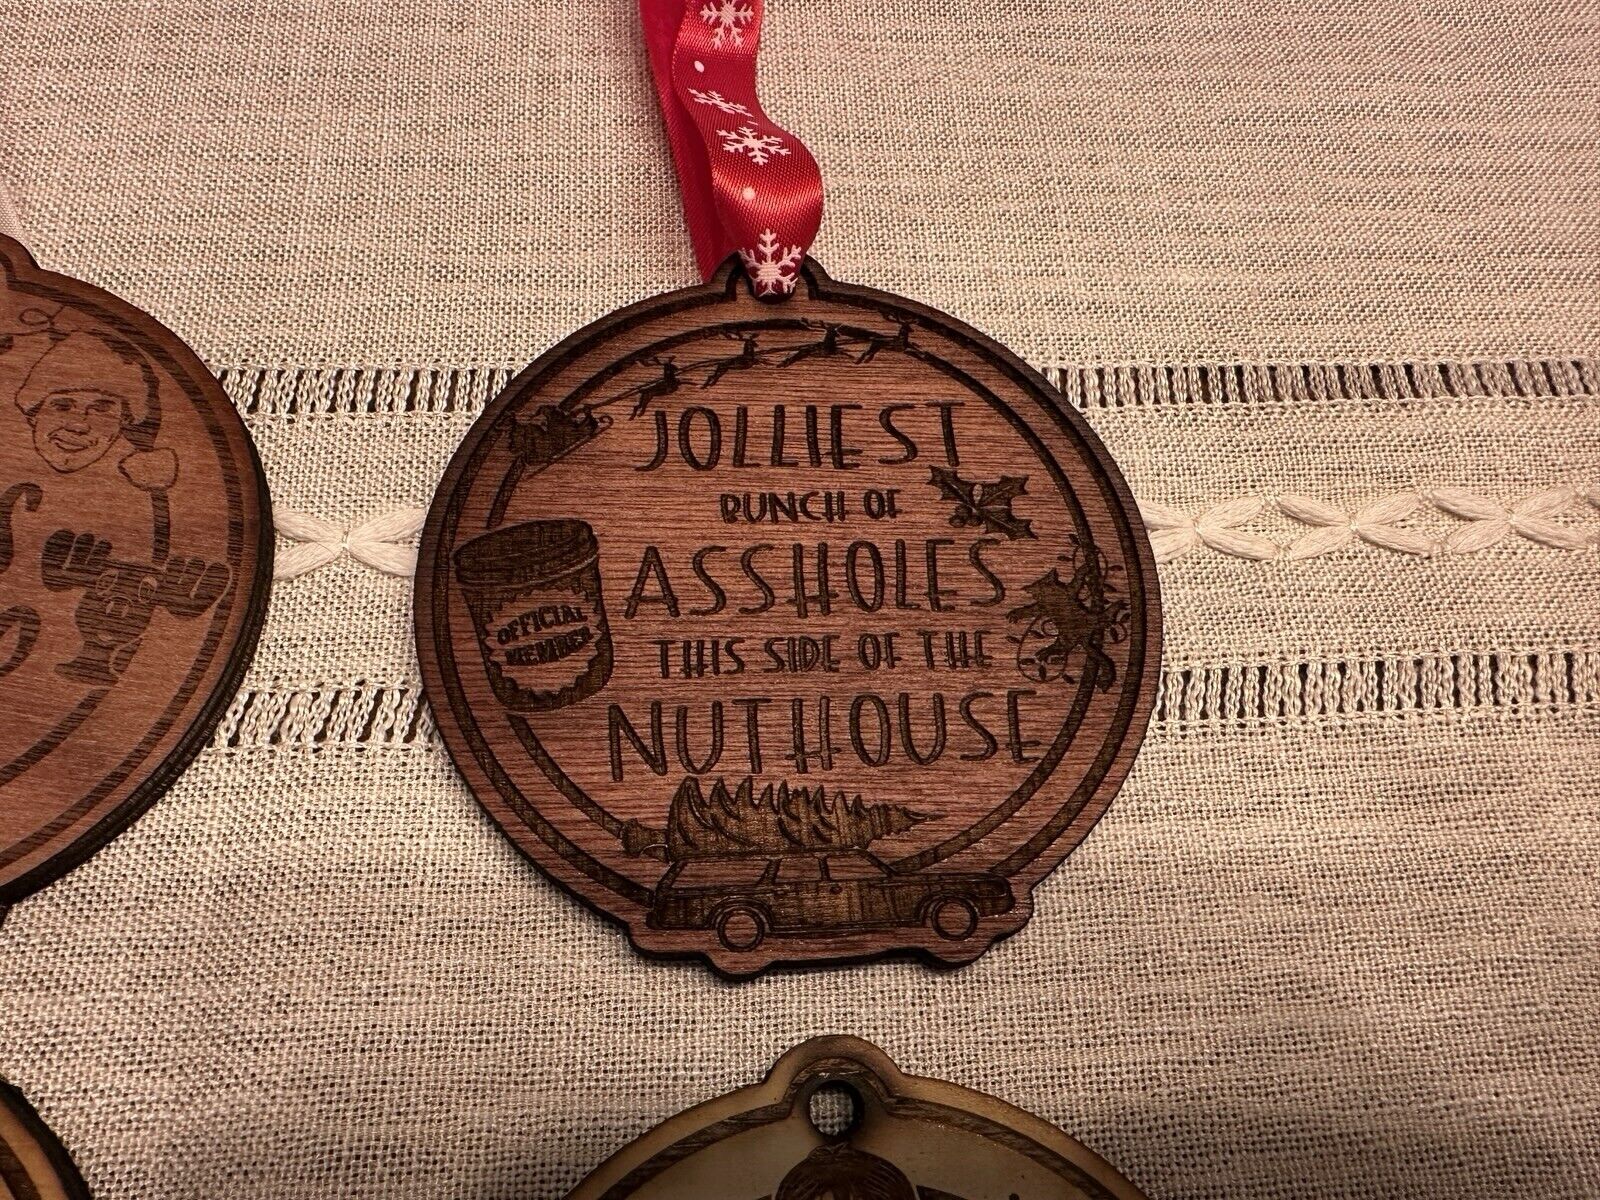 JOLLIEST
BUNCH OF
ASSHOLES
THIS SIDE OF THE
NUTHOUSE
OFFICIAL
MEMBER